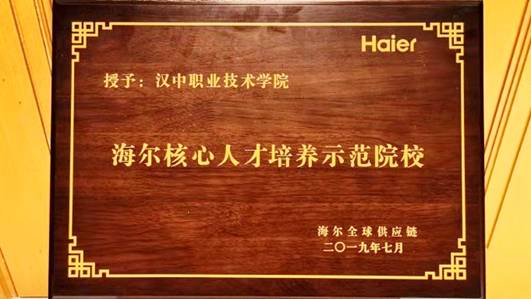 Haier
授予：汉中职业技术学院
海尔核心人才培养示范院校
海尔全球供应链
二〇一九年七月